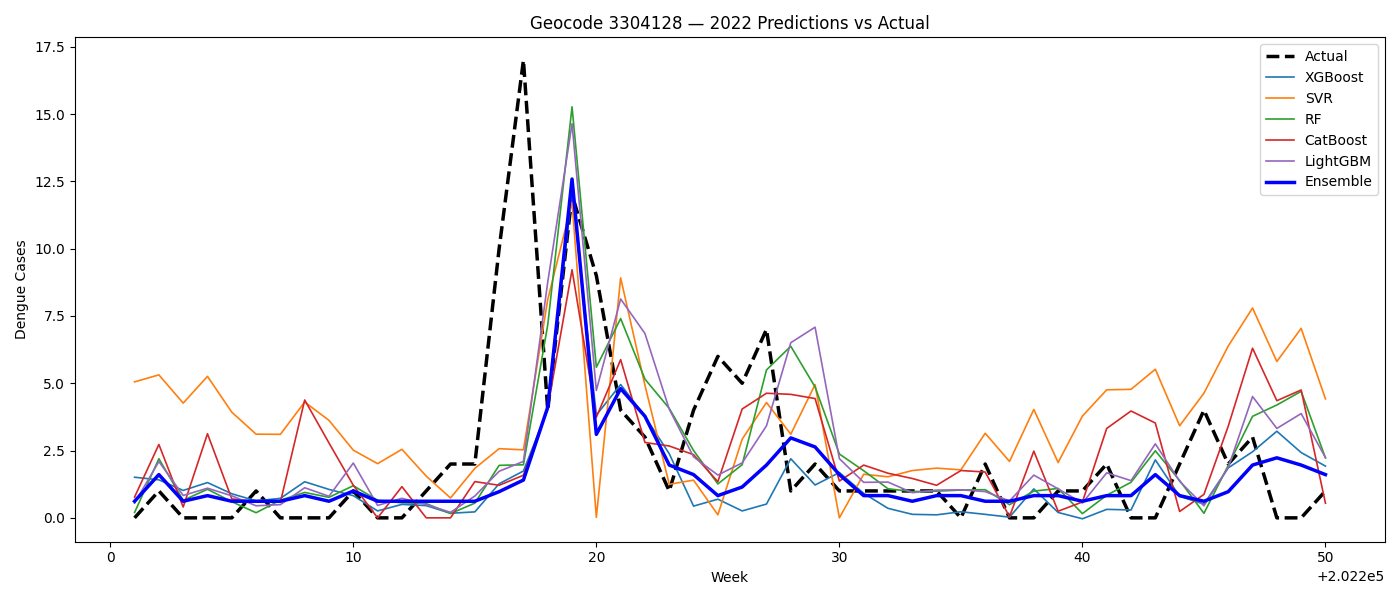 Geocode 3304128 — 2022 Predictions vs Actual
Dengue Cases
17.5
15.0
12.5
10.0
7.5
5.0
2.5
0.0
Actual
XGBoost
SVR
RF
CatBoost
LightGBM
Ensemble
0
10
20
30
40
50
+2.022e5
Week